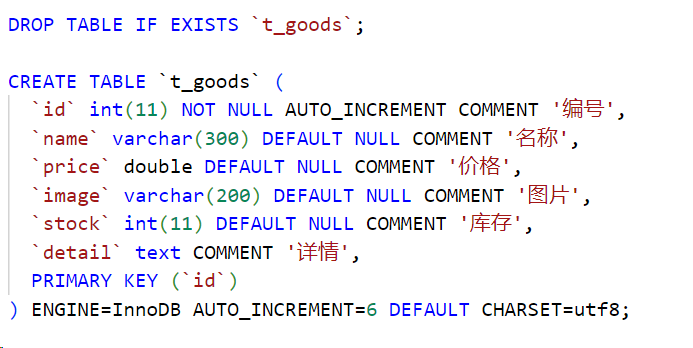 DROP TABLE IF EXISTS `t_goods`;
CREATE TABLE `t_goods` (
`id` int(11) NOT NULL AUTO_INCREMENT COMMENT '编号',
`name` varchar(300) DEFAULT NULL COMMENT '名称',
`price` double DEFAULT NULL COMMENT '价格',
`image` varchar(200) DEFAULT NULL COMMENT '图片',
`stock` int(11) DEFAULT NULL COMMENT '库存',
`detail` text COMMENT '详情',
PRIMARY KEY (`id`)
) ENGINE=InnoDB AUTO_INCREMENT=6 DEFAULT CHARSET=utf8;